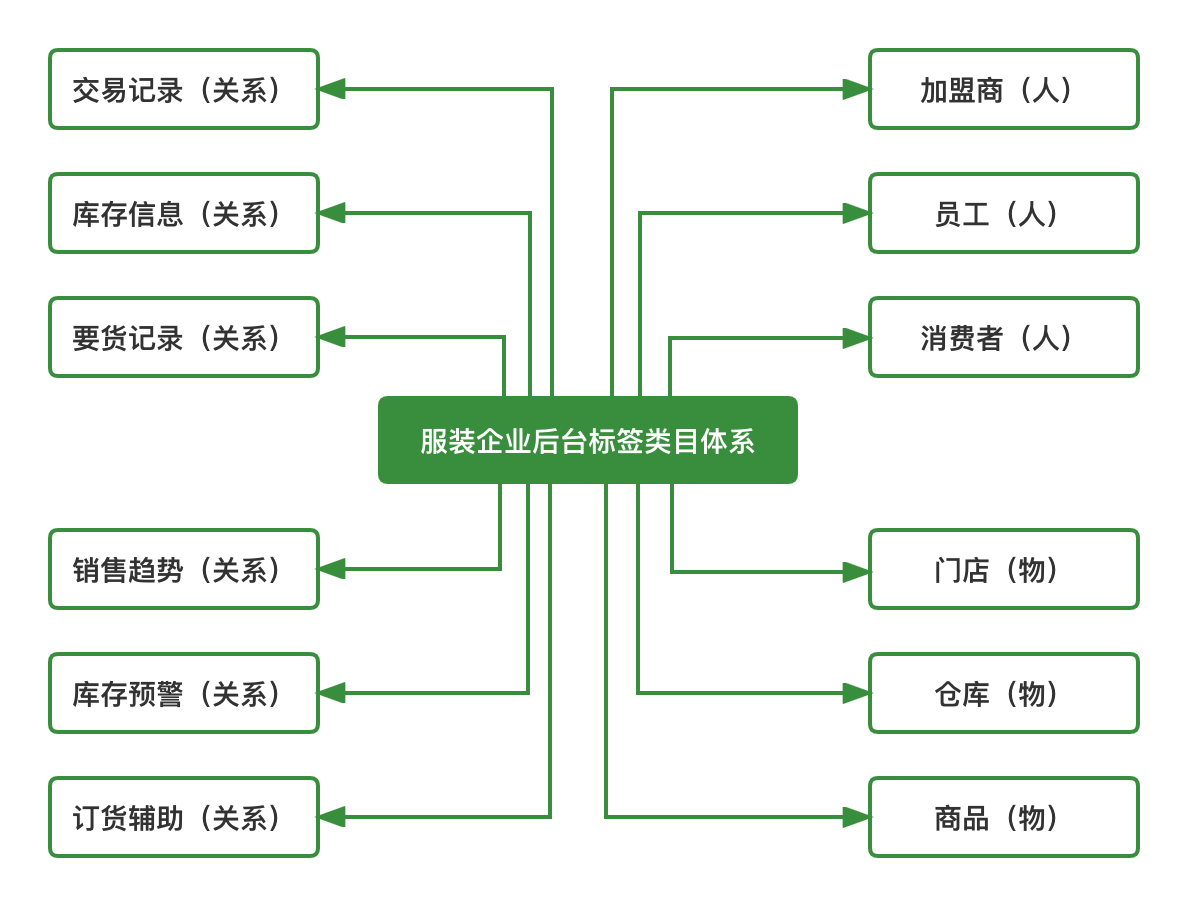 交易记录（关系）
加盟商（人）
库存信息（关系）
员工（人）
要货记录（关系）
消费者（人）
服装企业后台标签类目体系
销售趋势（关系）
门店（物）
库存预警（关系）
仓库（物）
订货辅助（关系）
商品（物）